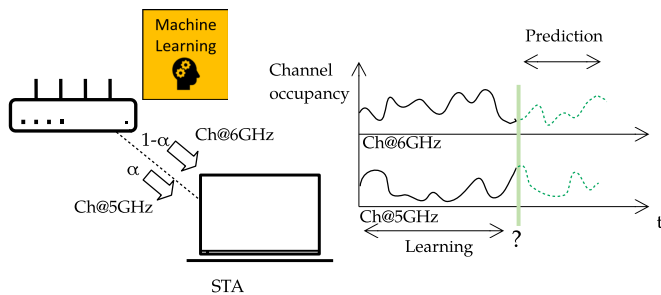 Machine
Learning
1-α
Ch@6GHz
α
Ch@5GHz
STA
Prediction
Channel
occupancy
Ch@6GHz
Ch@5GHz
t
Learning
?